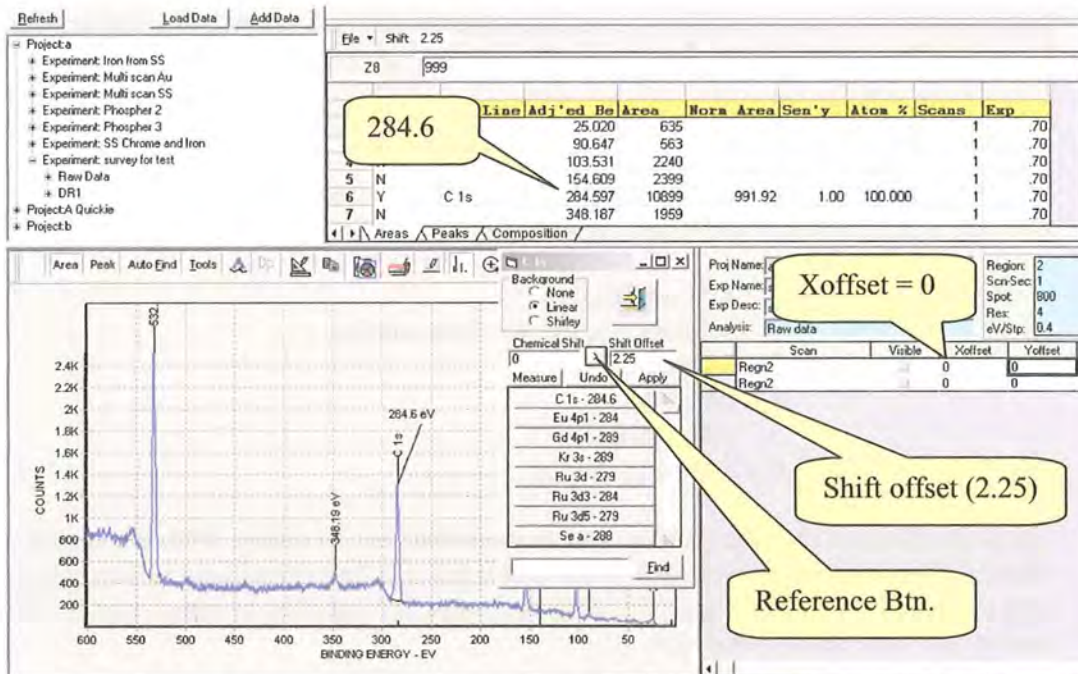 Refresh Load Data Add Data
Project:a
Experiment: Iron from SS
Experiment: Multi scan Au
Experiment: Multi scan SS
Experiment: Phospher 2
Experiment: Phospher 3
Experiment: SS Chrome and Iron
Experiment: survey for test
Raw Data
DR1
Project:A Quickie
Project:b
File Shift 2.25
Z8 999
Line Adj'ed Be Area Norm Area Sen'y Atom % Scans Exp
25.020 635 1 .70
90.647 563 1 .70
4 103.531 2240 1 .70
5 N 154.609 2399 1 .70
6 Y C 1s 284.597 10899 991.92 1.00 100.000 1 .70
7 N 348.187 1959 1 .70
Areas Peaks Composition
284.6
Area Peak Auto Find Tools
Background
None
Linear
Shirley
Chemical Shift Shift Offset
0 2.25
Measure Undo Apply
C 1s - 284.6
Eu 4p1 - 284
Gd 4p1 - 289
Kr 3s - 289
Ru 3d - 279
Ru 3d3 - 284
Ru 3d5 - 279
Se a - 288
Find
Proj Name:
Exp Name:
Exp Desc:
Analysis: Raw data
Region: 2
Scn-Sec: 1
Spot: 800
Res: 4
eV/Stp: 0.4
Scan Visible Xoffset Yoffset
Regn2 0 0
Regn2 0 0
Xoffset = 0
Shift offset (2.25)
Reference Btn.
532
284.6 eV
C 1s
348.19 eV
COUNTS
2.4K
2.2K
2K
1.8K
1.6K
1.4K
1.2K
1K
800
600
400
200
600 550 500 450 400 350 300 250 200 150 100 50
BINDING ENERGY - EV